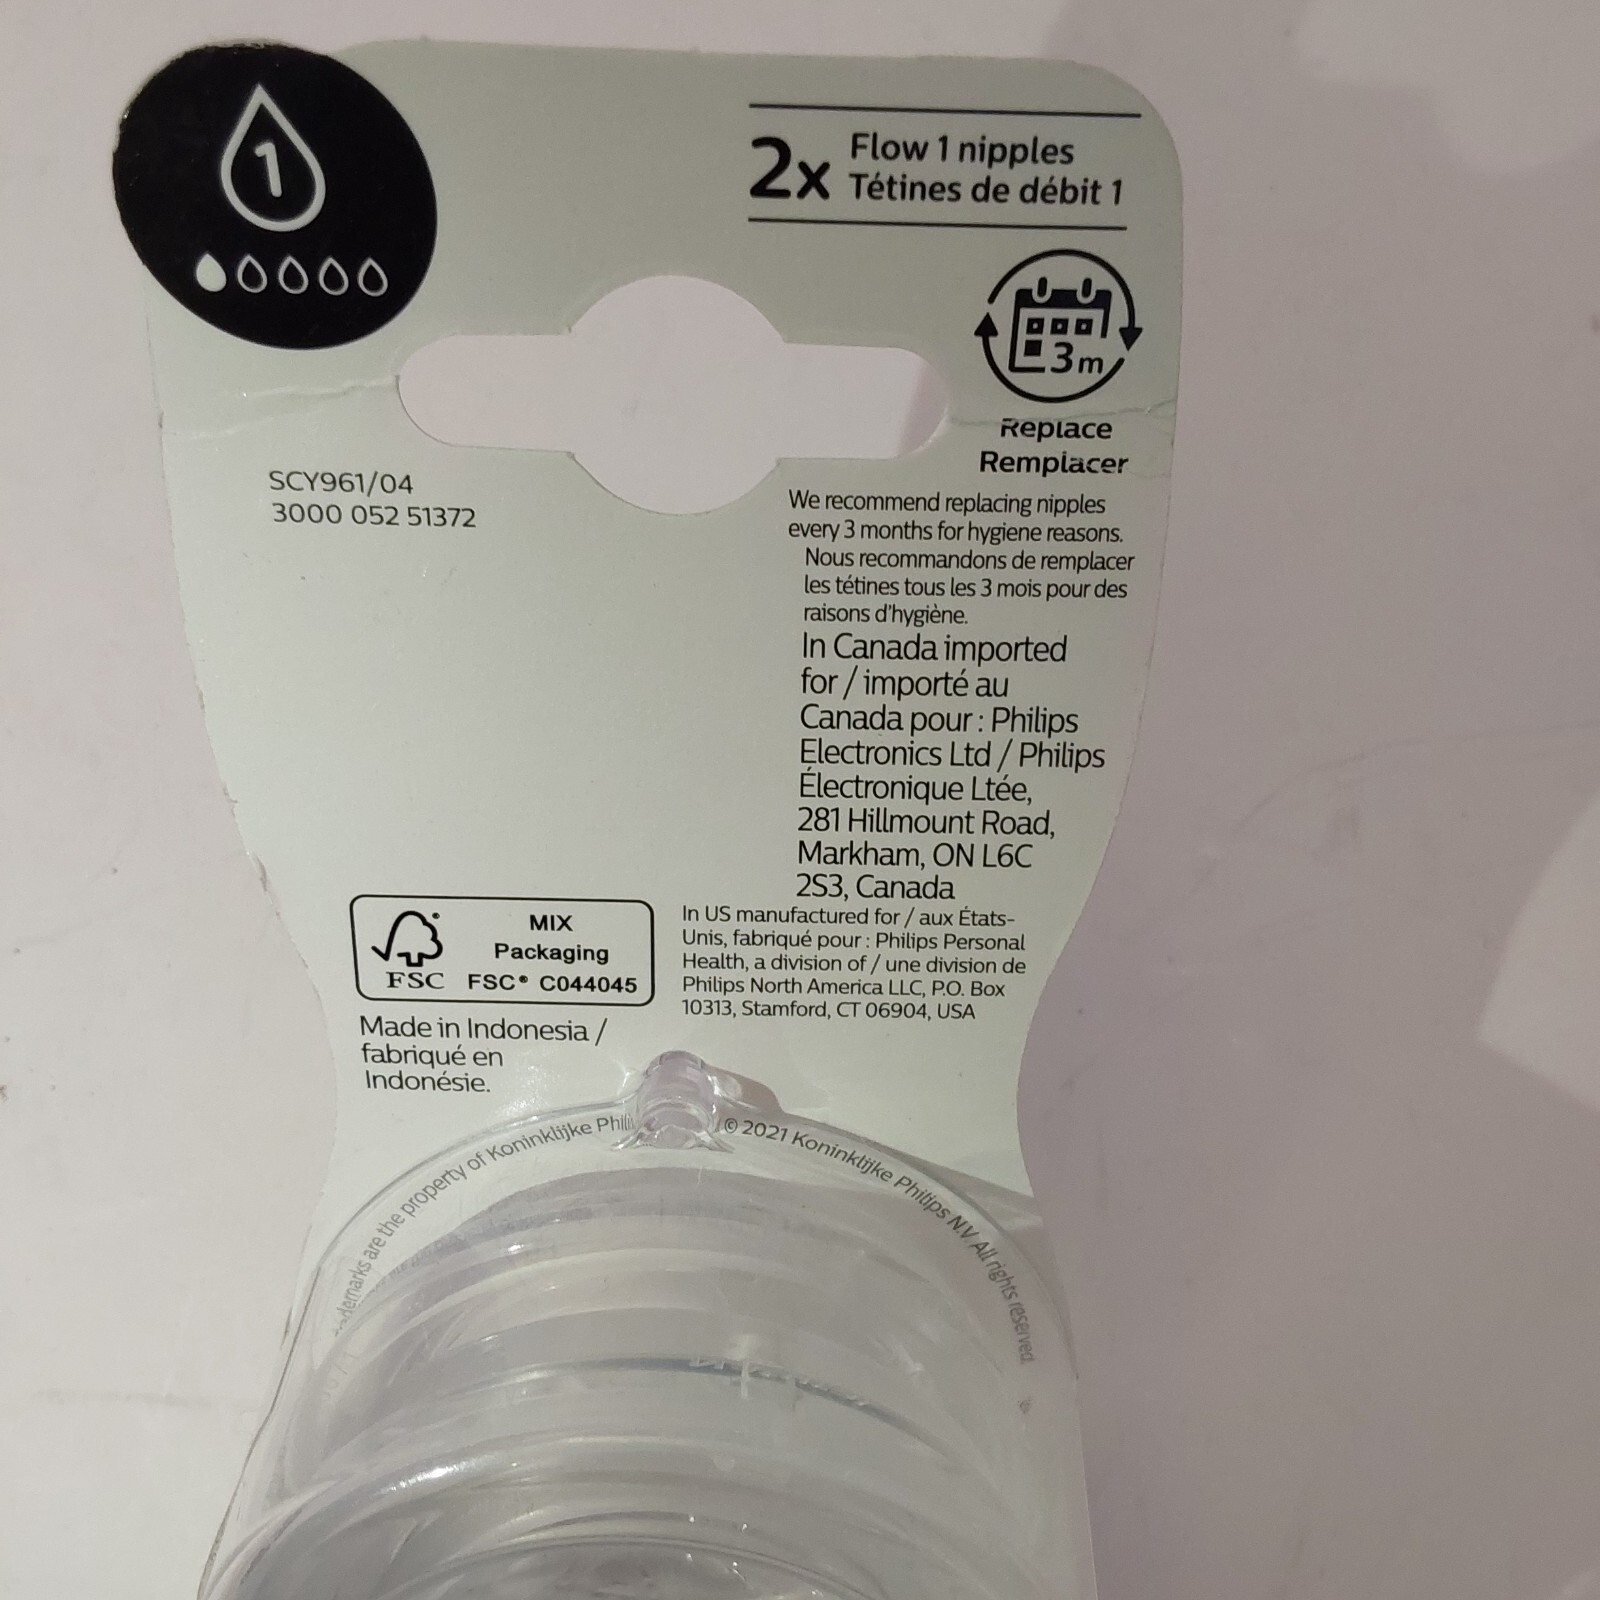 1
2x Flow 1 nipples
Tétines de débit 1
3m
Replace
Remplacer
SCY961/04
3000 052 51372
We recommend replacing nipples
every 3 months for hygiene reasons.
Nous recommandons de remplacer
les tétines tous les 3 mois pour des
raisons d'hygiène.
In Canada imported
for / importé au
Canada pour : Philips
Electronics Ltd / Philips
Électronique Ltée,
281 Hillmount Road,
Markham, ON L6C
2S3, Canada
In US manufactured for / aux États-
Unis, fabriqué pour : Philips Personal
Health, a division of / une division de
Philips North America LLC, P.O. Box
10313, Stamford, CT 06904, USA
MIX
Packaging
FSC FSC® C044045
Made in Indonesia /
fabriqué en
Indonésie.
are the property of Koninklijke
© 2021 Koninklijke Philips N.V. All rights reserved.